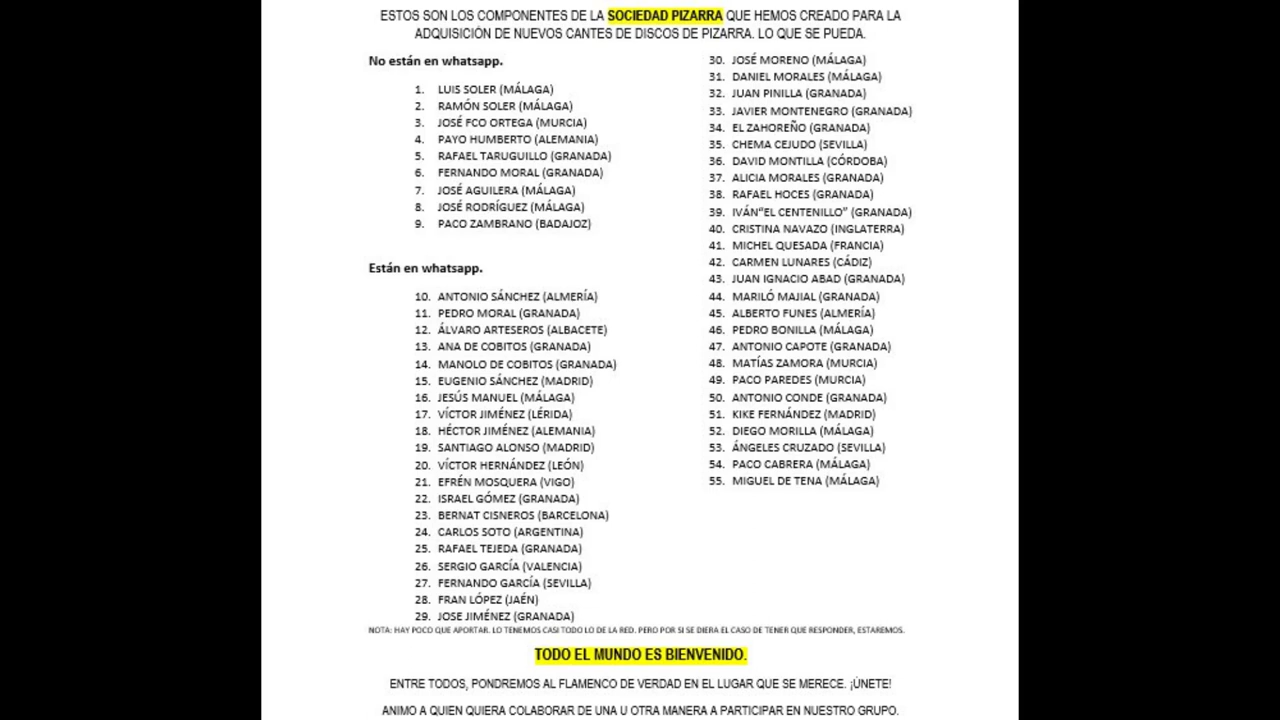 ESTOS SON LOS COMPONENTES DE LA SOCIEDAD PIZARRA QUE HEMOS CREADO PARA LA
ADQUISICIÓN DE NUEVOS CANTES DE DISCOS DE PIZARRA. LO QUE SE PUEDA.
No están en whatsapp.
1. LUIS SOLER (MÁLAGA)
2. RAMÓN SOLER (MÁLAGA)
3. JOSÉ FCO ORTEGA (MURCIA)
4. PAYO HUMBERTO (ALEMANIA)
5. RAFAEL TARUGUILLO (GRANADA)
6. FERNANDO MORAL (GRANADA)
7. JOSÉ AGUILERA (MÁLAGA)
8. JOSÉ RODRÍGUEZ (MÁLAGA)
9. PACO ZAMBRANO (BADAJOZ)
Están en whatsapp.
10. ANTONIO SÁNCHEZ (ALMERÍA)
11. PEDRO MORAL (GRANADA)
12. ÁLVARO ARTESEROS (ALBACETE)
13. ANA DE COBITOS (GRANADA)
14. MANOLO DE COBITOS (GRANADA)
15. EUGENIO SÁNCHEZ (MADRID)
16. JESÚS MANUEL (MÁLAGA)
17. VÍCTOR JIMÉNEZ (LÉRIDA)
18. HÉCTOR JIMÉNEZ (ALEMANIA)
19. SANTIAGO ALONSO (MADRID)
20. VÍCTOR HERNÁNDEZ (LEÓN)
21. EFRÉN MOSQUERA (VIGO)
22. ISRAEL GÓMEZ (GRANADA)
23. BERNAT CISNEROS (BARCELONA)
24. CARLOS SOTO (ARGENTINA)
25. RAFAEL TEJEDA (GRANADA)
26. SERGIO GARCÍA (VALENCIA)
27. FERNANDO GARCÍA (SEVILLA)
28. FRAN LÓPEZ (JAÉN)
29. JOSE JIMÉNEZ (GRANADA)
30. JOSÉ MORENO (MÁLAGA)
31. DANIEL MORALES (MÁLAGA)
32. JUAN PINILLA (GRANADA)
33. JAVIER MONTENEGRO (GRANADA)
34. EL ZAHOREÑO (GRANADA)
35. CHEMA CEJUDO (SEVILLA)
36. DAVID MONTILLA (CÓRDOBA)
37. ALICIA MORALES (GRANADA)
38. RAFAEL HOCES (GRANADA)
39. IVÁN“EL CENTENILLO” (GRANADA)
40. CRISTINA NAVAZO (INGLATERRA)
41. MICHEL QUESADA (FRANCIA)
42. CARMEN LUNARES (CÁDIZ)
43. JUAN IGNACIO ABAD (GRANADA)
44. MARILÓ MAJIAL (GRANADA)
45. ALBERTO FUNES (ALMERÍA)
46. PEDRO BONILLA (MÁLAGA)
47. ANTONIO CAPOTE (GRANADA)
48. MATÍAS ZAMORA (MURCIA)
49. PACO PAREDES (MURCIA)
50. ANTONIO CONDE (GRANADA)
51. KIKE FERNÁNDEZ (MADRID)
52. DIEGO MORILLA (MÁLAGA)
53. ÁNGELES CRUZADO (SEVILLA)
54. PACO CABRERA (MÁLAGA)
55. MIGUEL DE TENA (MÁLAGA)
NOTA: HAY POCO QUE APORTAR. LO TENEMOS CASI TODO LO DE LA RED. PERO POR SI SE DIERA EL CASO DE TENER QUE RESPONDER, ESTAREMOS.
TODO EL MUNDO ES BIENVENIDO.
ENTRE TODOS, PONDREMOS AL FLAMENCO DE VERDAD EN EL LUGAR QUE SE MERECE. ¡ÚNETE!
ANIMO A QUIEN QUIERA COLABORAR DE UNA U OTRA MANERA A PARTICIPAR EN NUESTRO GRUPO.